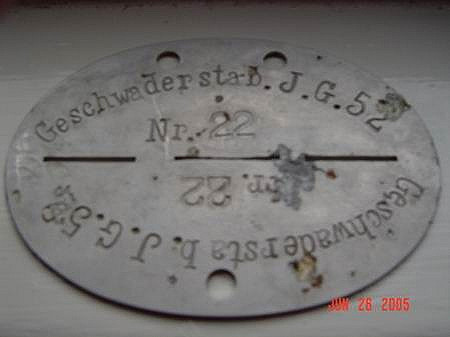 Geschwaderstab. J.G.52
Nr. 22
Nr. 22
Geschwaderstab. J.G.52
JUN 26 2005